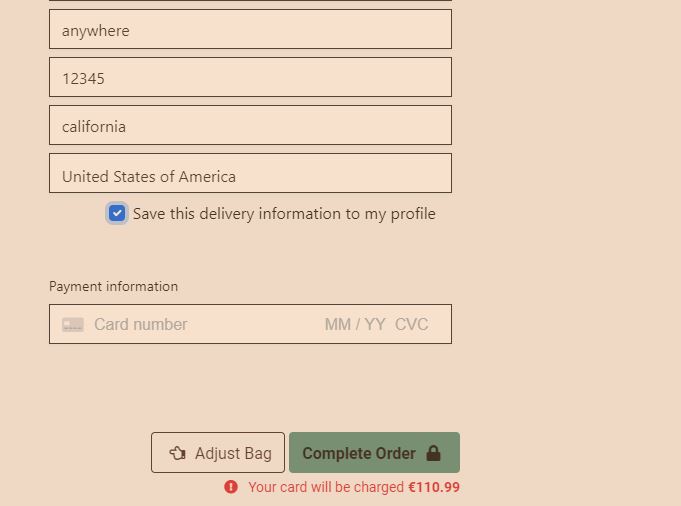 anywhere
12345
california
United States of America
Save this delivery information to my profile
Payment information
Card number MM / YY CVC
Adjust Bag Complete Order
Your card will be charged €110.99